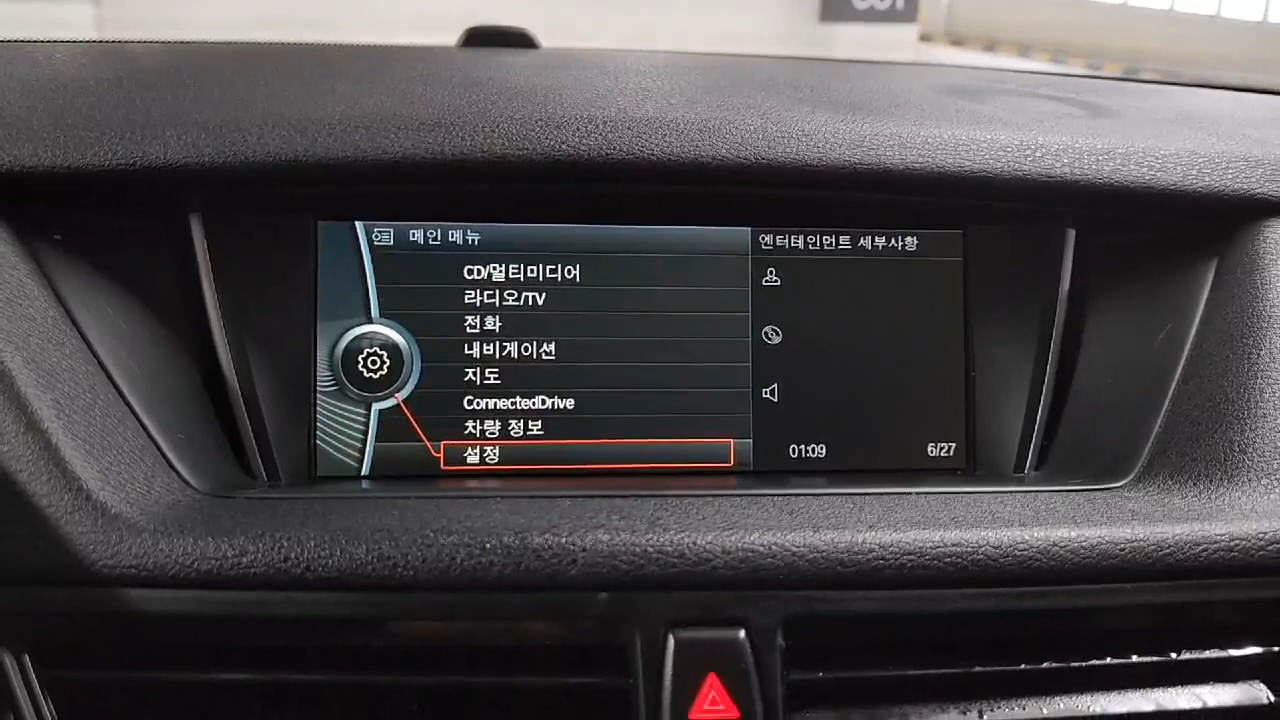 메인 메뉴
CD/멀티미디어
라디오/TV
전화
내비게이션
지도
ConnectedDrive
차량 정보
설정
엔터테인먼트 세부사항
01:09
6/27